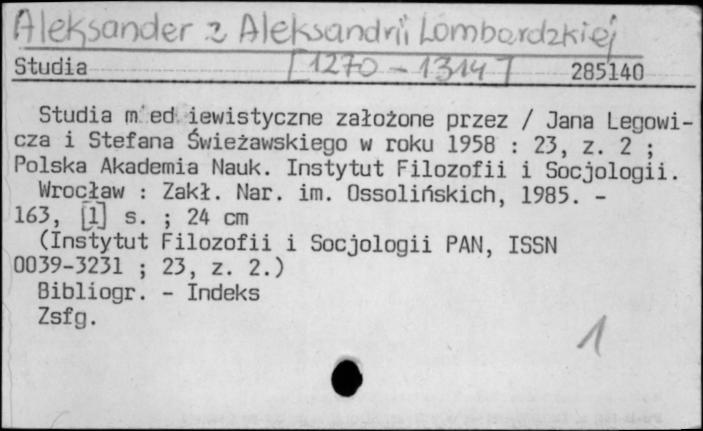 Aleksander z Aleksandrii Lombardzkiej
Studia [1270 - 1314] 285140
Studia m ed iewistyczne założone przez / Jana Legowi-
cza i Stefana Świeżawskiego w roku 1958 : 23, z. 2 ;
Polska Akademia Nauk. Instytut Filozofii i Socjologii.
Wrocław : Zakł. Nar. im. Ossolińskich, 1985. -
163, [1] s. ; 24 cm
(Instytut Filozofii i Socjologii PAN, ISSN
0039-3231 ; 23, z. 2.)
Bibliogr. - Indeks
Zsfg.
1